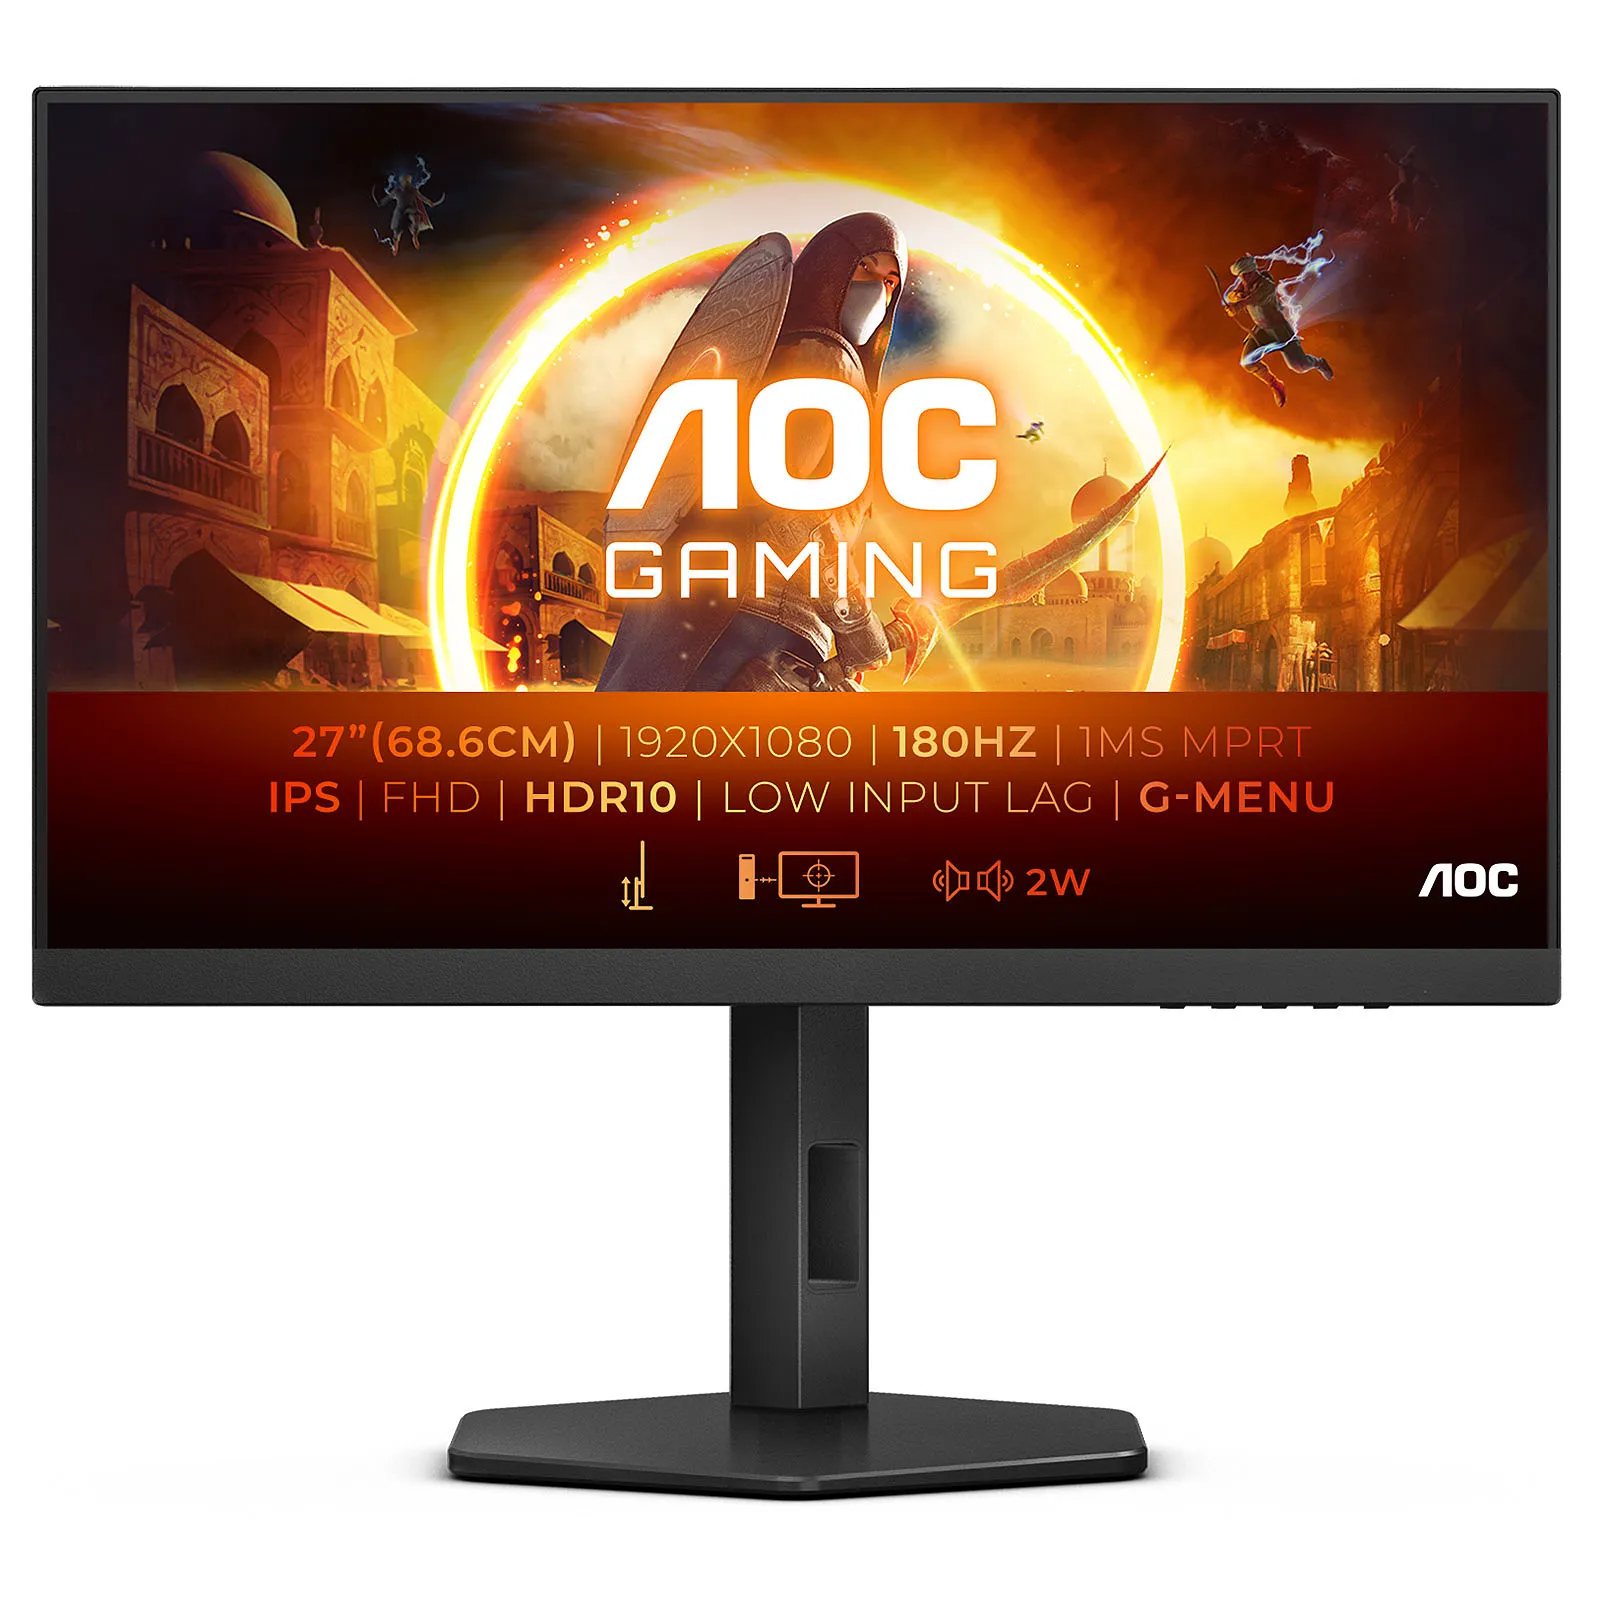 AOC
GAMING
27”(68.6CM) | 1920X1080 | 180HZ | 1MS MPRT
IPS | FHD | HDR10 | LOW INPUT LAG | G-MENU
2W
AOC